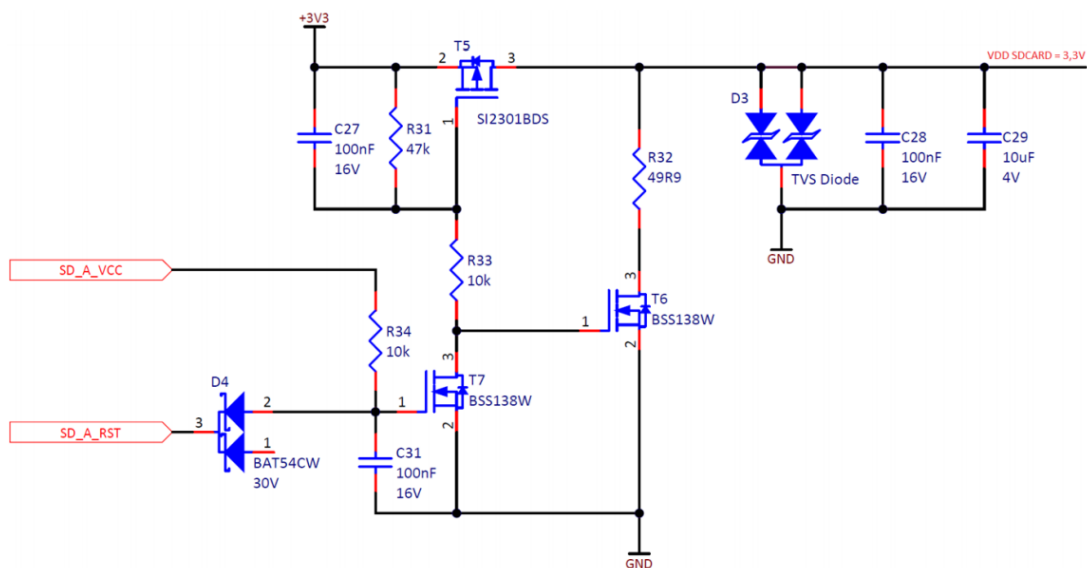 +3V3
T5
2
3
VDD SDCARD = 3,3V
1
SI2301BDS
C27
100nF
16V
R31
47k
R32
49R9
D3
TVS Diode
C28
100nF
16V
C29
10uF
4V
GND
SD_A_VCC
R33
10k
R34
10k
3
T6
BSS138W
1
2
D4
3
T7
BSS138W
2
1
2
SD_A_RST
3
1
BAT54CW
30V
C31
100nF
16V
GND